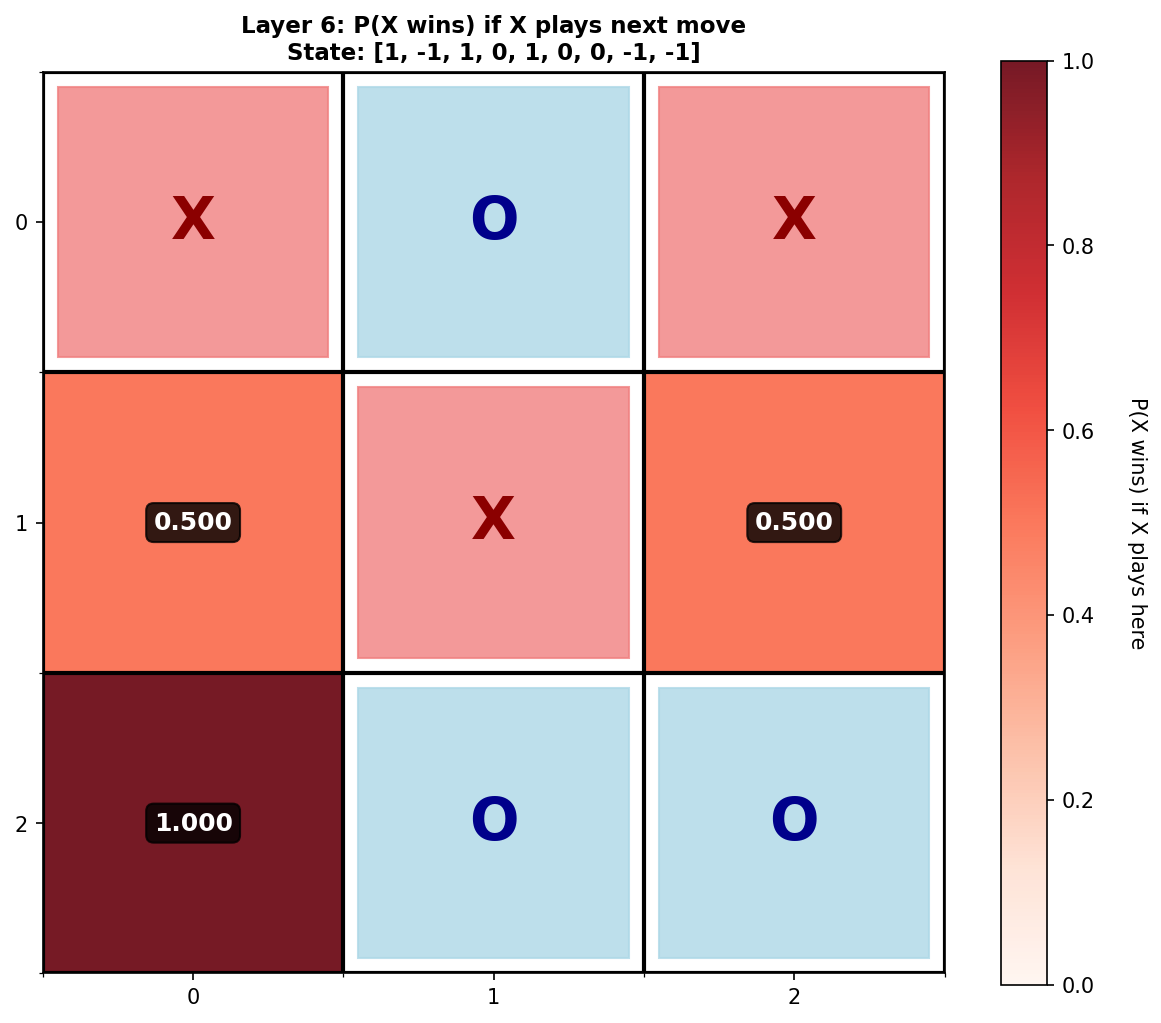 Layer 6: P(X wins) if X plays next move
State: [1, -1, 1, 0, 1, 0, 0, -1, -1]
0
X
O
X
1
0.500
X
0.500
2
1.000
O
O
0
1
2
1.0
0.8
0.6
0.4
0.2
0.0
P(X wins) if X plays here